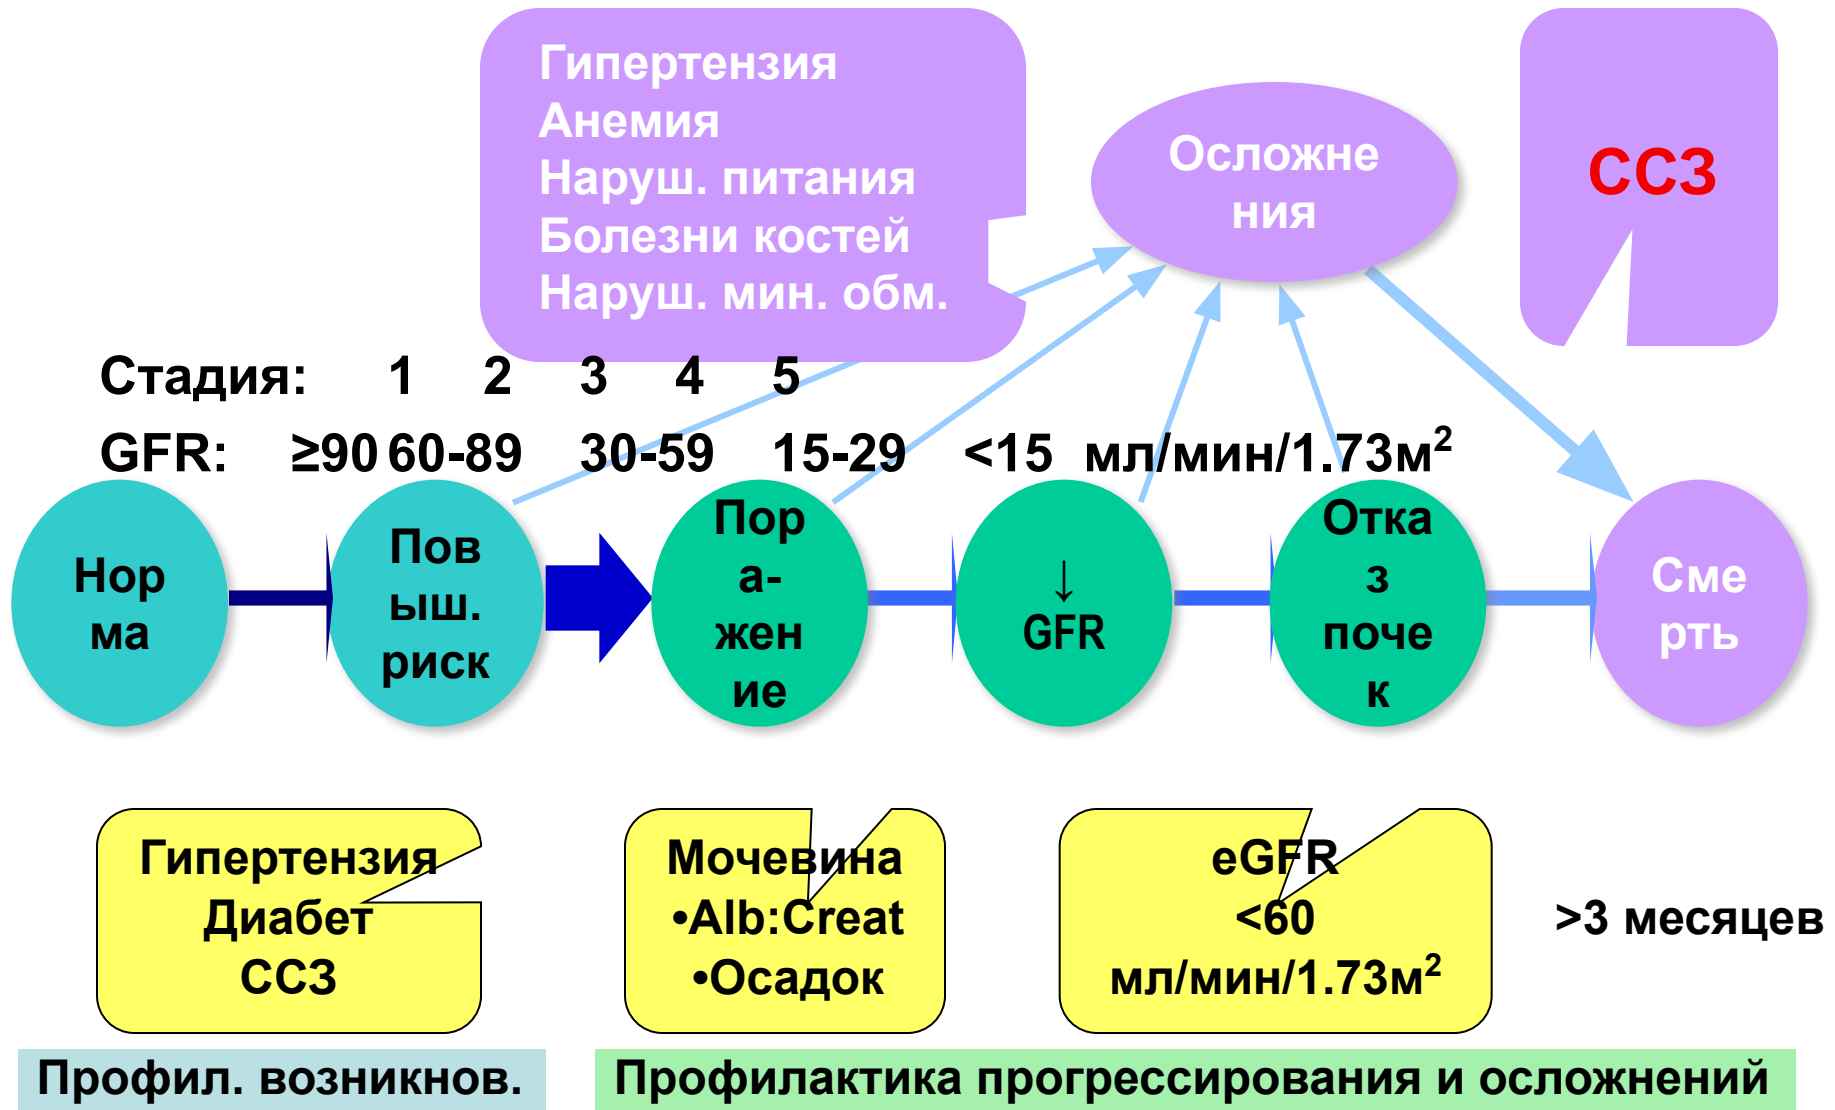 Гипертензия
Анемия
Наруш. питания
Болезни костей
Наруш. мин. обм.
Осложне
ния
ССЗ
Стадия: 1 2 3 4 5
GFR: ≥90 60-89 30-59 15-29 <15 мл/мин/1.73м²
Нор
ма
Пов
ыш.
риск
Пор
а-
жен
ие
↓
GFR
Отка
з
поче
к
Сме
рть
Гипертензия
Диабет
ССЗ
Мочевина
•Alb:Creat
•Осадок
eGFR
<60
мл/мин/1.73м²
>3 месяцев
Профил. возникнов.
Профилактика прогрессирования и осложнений